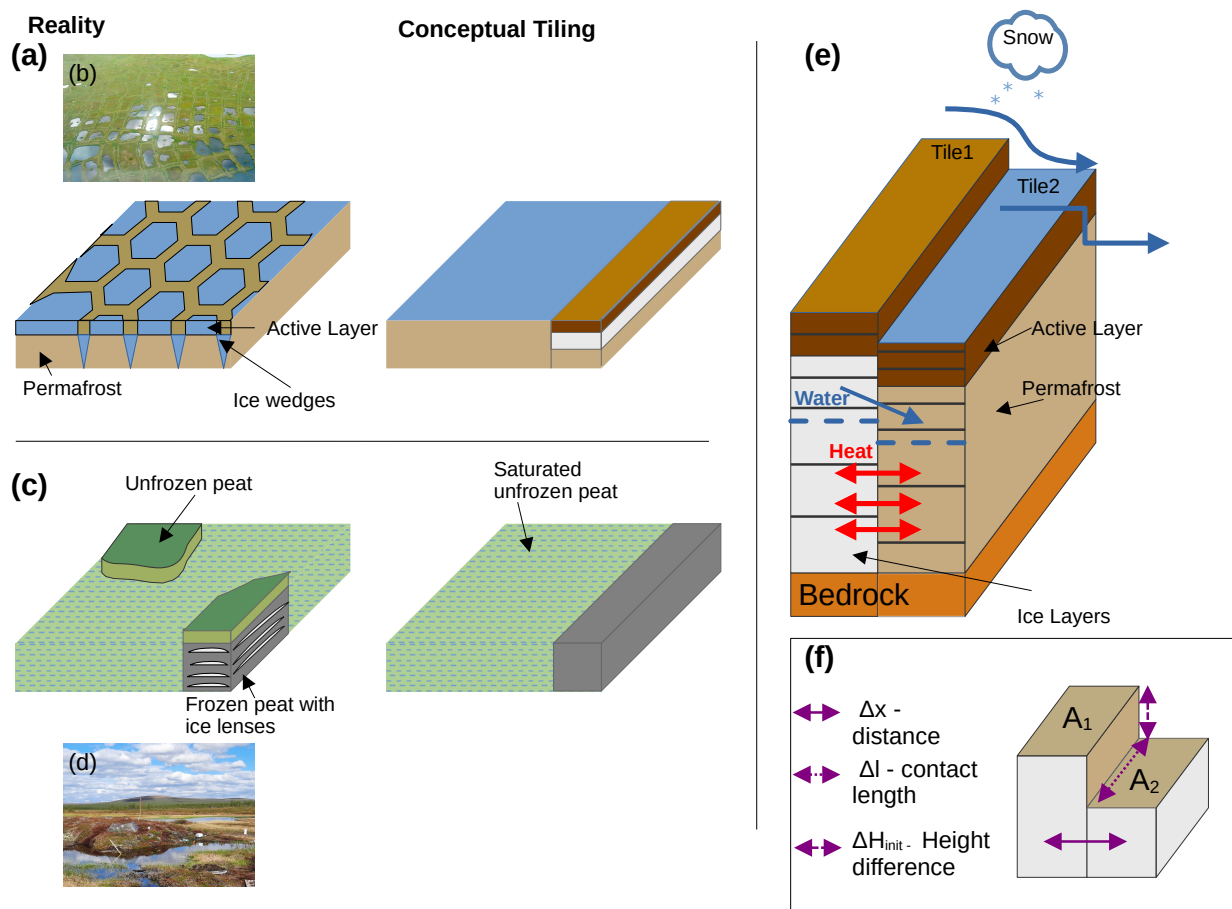 Reality
Conceptual Tiling
(a)
(b)
Active Layer
Permafrost
Ice wedges
(c)
Unfrozen peat
Saturated
unfrozen peat
Frozen peat with
ice lenses
(d)
(e)
Snow
Tile1
Tile2
Active Layer
Water
Permafrost
Heat
Bedrock
Ice Layers
(f)
Δx -
distance
Δl - contact
length
ΔHinit - Height
difference
A1
A2